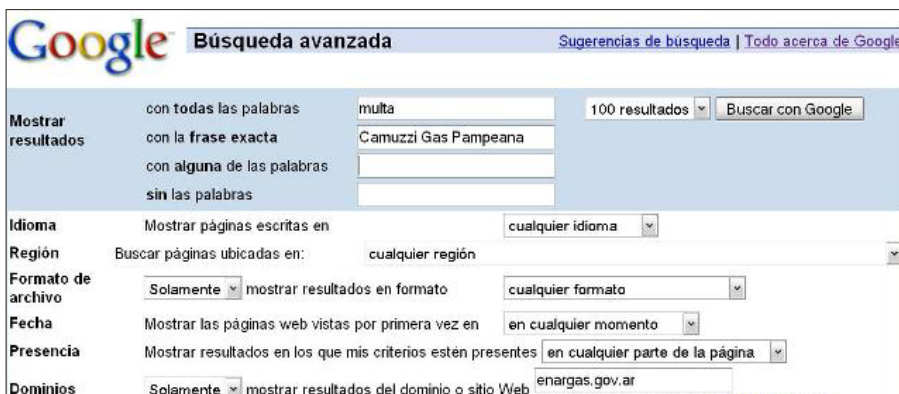 Google Búsqueda avanzada Sugerencias de búsqueda | Todo acerca de Google
Mostrar resultados
con todas las palabras multa 100 resultados Buscar con Google
con la frase exacta Camuzzi Gas Pampeana
con alguna de las palabras
sin las palabras
Idioma Mostrar páginas escritas en cualquier idioma
Región Buscar páginas ubicadas en: cualquier región
Formato de archivo Solamente mostrar resultados en formato cualquier formato
Fecha Mostrar las páginas web vistas por primera vez en en cualquier momento
Presencia Mostrar resultados en los que mis criterios estén presentes en cualquier parte de la página
Dominios Solamente mostrar resultados del dominio o sitio Web enargas.gov.ar